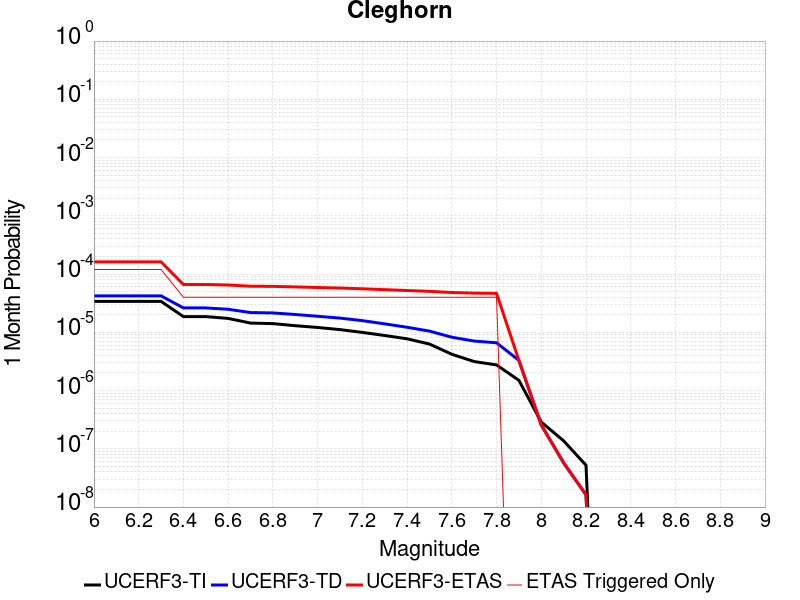 Cleghorn
10^0
10^-1
10^-2
10^-3
10^-4
10^-5
10^-6
10^-7
10^-8
1 Month Probability
6 6.2 6.4 6.6 6.8 7 7.2 7.4 7.6 7.8 8 8.2 8.4 8.6 8.8 9
Magnitude
UCERF3-TI UCERF3-TD UCERF3-ETAS ETAS Triggered Only